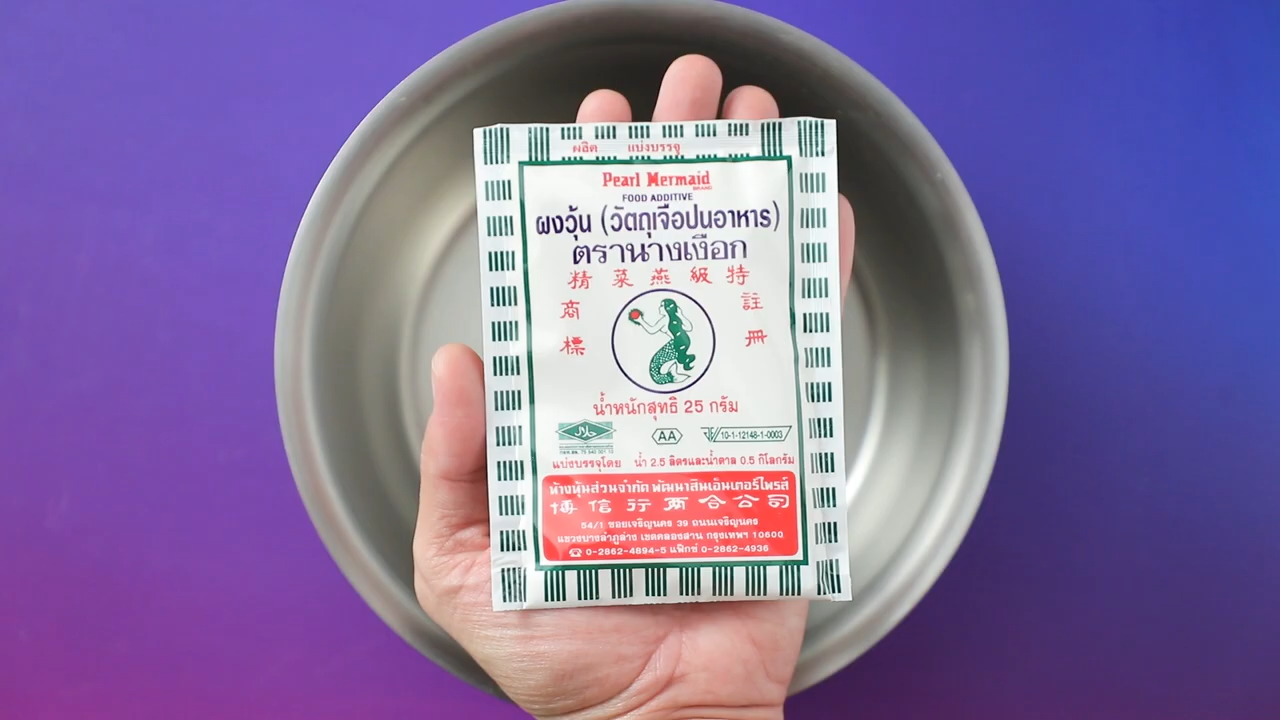 ผลิต แบ่งบรรจุ
Pearl Mermaid
BRAND
FOOD ADDITIVE
ผงวุ้น (วัตถุเจือปนอาหาร)
ตรานางเงือก
精菜燕級特
商 註
標 冊
น้ำหนักสุทธิ 25 กรัม
AA
10-1-12148-1-0003
แบ่งบรรจุโดย น้ำ 2.5 ลิตรและน้ำตาล 0.5 กิโลกรัม
ห้างหุ้นส่วนจำกัด พัฒนาสินเอ็นเตอร์ไพรส์
博信行兩合公司
54/1 ซอยเจริญนคร 39 ถนนเจริญนคร
แขวงบางลำภูล่าง เขตคลองสาน กรุงเทพฯ 10600
☎ 0-2862-4894-5 แฟ็กซ์ 0-2862-4936